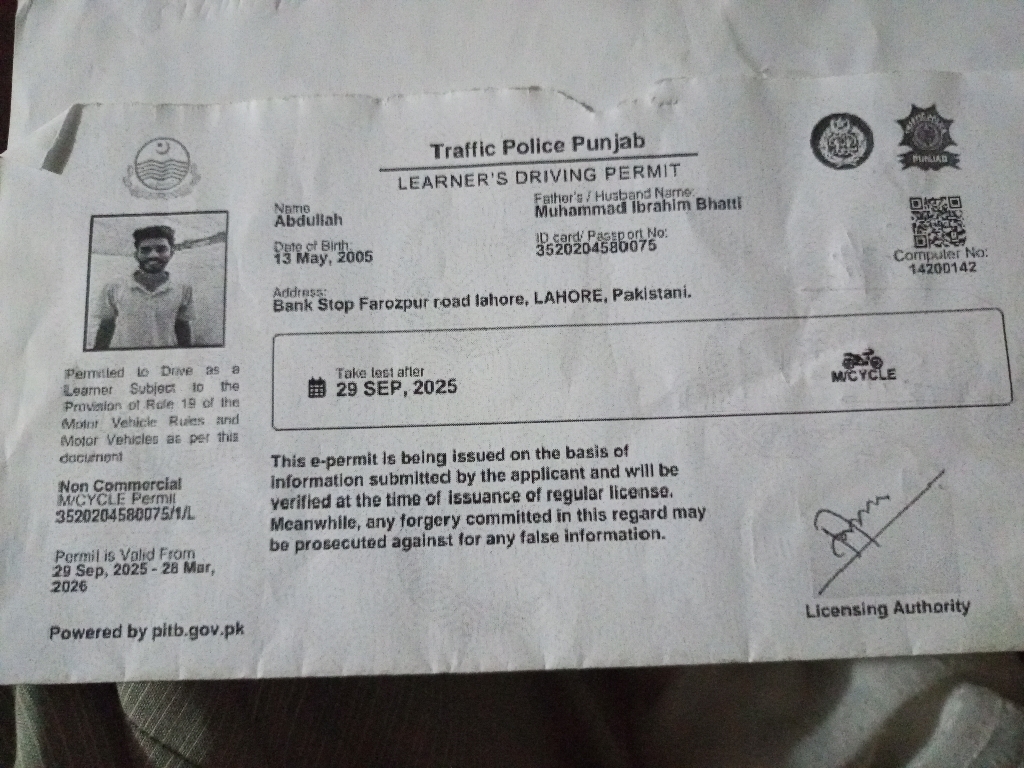 Traffic Police Punjab
LEARNER'S DRIVING PERMIT
PUNJAB
Name
Abdullah
Father's / Husband Name:
Muhammad Ibrahim Bhatti
Date of Birth:
13 May, 2005
ID card/ Passport No:
3520204580075
Computer No:
14200142
Address:
Bank Stop Farozpur road lahore, LAHORE, Pakistani.
Take test after
29 SEP, 2025
M/CYCLE
Permitted to Drive as a
Learner Subject to the
Provision of Rule 19 of the
Motor Vehicle Rules and
Motor Vehicles as per this
document
Non Commercial
M/CYCLE Permit
3520204580075/1/L
Permit is Valid From
29 Sep, 2025 - 28 Mar,
2026
Powered by pitb.gov.pk
This e-permit is being issued on the basis of
information submitted by the applicant and will be
verified at the time of issuance of regular license.
Meanwhile, any forgery committed in this regard may
be prosecuted against for any false information.
Licensing Authority